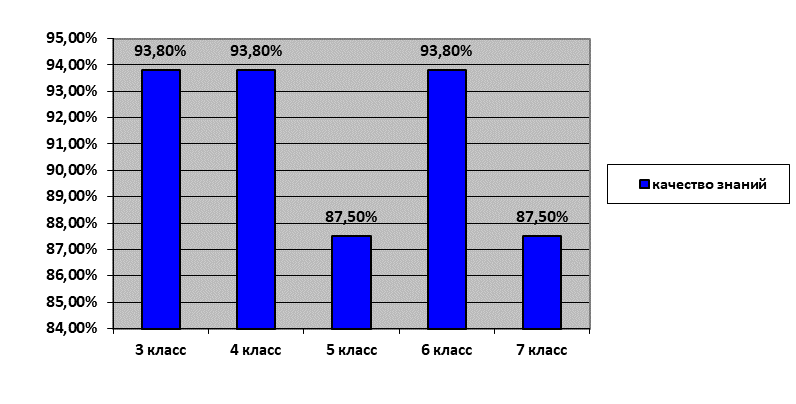 95,00%
94,00%
93,00%
92,00%
91,00%
90,00%
89,00%
88,00%
87,00%
86,00%
85,00%
84,00%
93,80%
93,80%
87,50%
93,80%
87,50%
3 класс
4 класс
5 класс
6 класс
7 класс
качество знаний